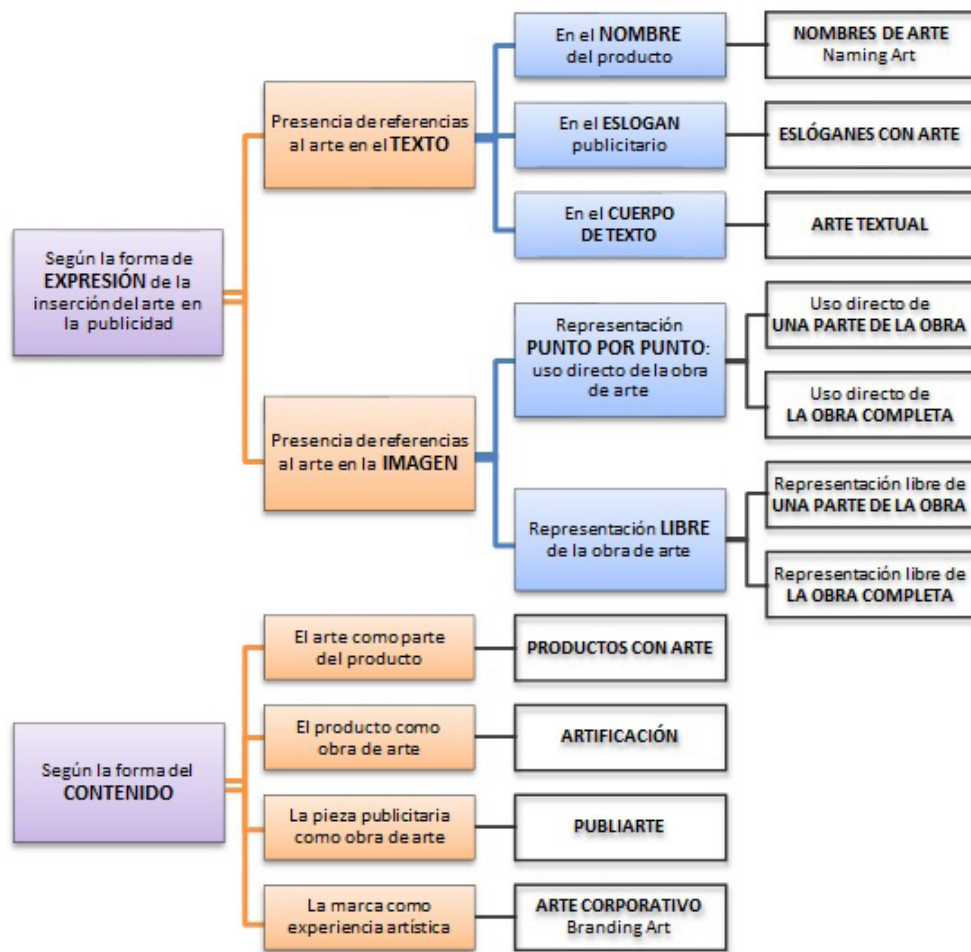 Según la forma de
EXPRESIÓN de la
inserción del arte en
la publicidad
Presencia de referencias
al arte en el TEXTO
En el NOMBRE
del producto
NOMBRES DE ARTE
Naming Art
En el ESLOGAN
publicitario
ESLÓGANES CON ARTE
En el CUERPO
DE TEXTO
ARTE TEXTUAL
Presencia de referencias
al arte en la IMAGEN
Representación
PUNTO POR PUNTO:
uso directo de la obra
de arte
Uso directo de
UNA PARTE DE LA OBRA
Uso directo de
LA OBRA COMPLETA
Representación LIBRE
de la obra de arte
Representación libre de
UNA PARTE DE LA OBRA
Representación libre de
LA OBRA COMPLETA
Según la forma del
CONTENIDO
El arte como parte
del producto
PRODUCTOS CON ARTE
El producto como
obra de arte
ARTIFICACIÓN
La pieza publicitaria
como obra de arte
PUBLIARTE
La marca como
experiencia artística
ARTE CORPORATIVO
Branding Art